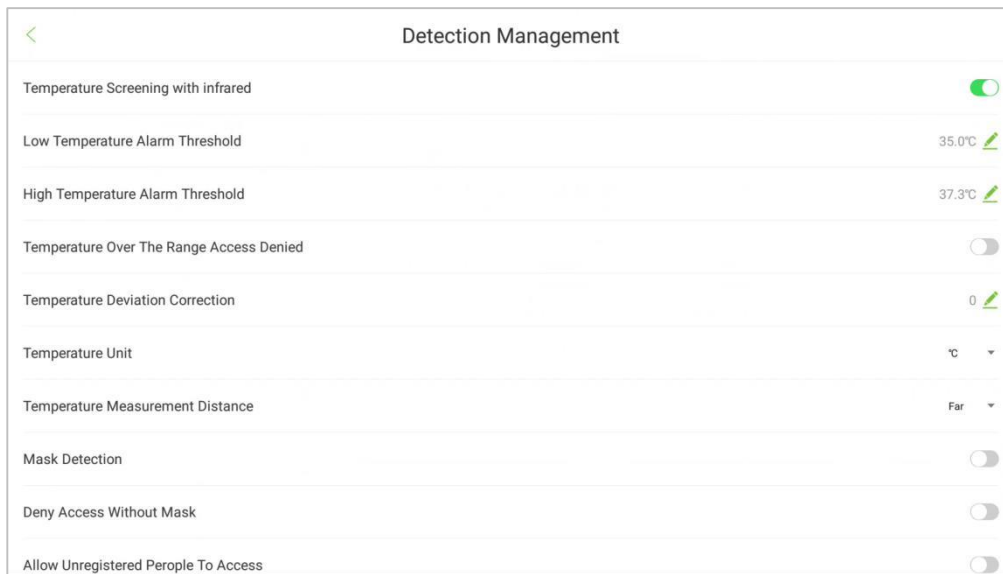 Detection Management
Temperature Screening with infrared
Low Temperature Alarm Threshold 35.0℃
High Temperature Alarm Threshold 37.3℃
Temperature Over The Range Access Denied
Temperature Deviation Correction 0
Temperature Unit ℃
Temperature Measurement Distance Far
Mask Detection
Deny Access Without Mask
Allow Unregistered Perople To Access